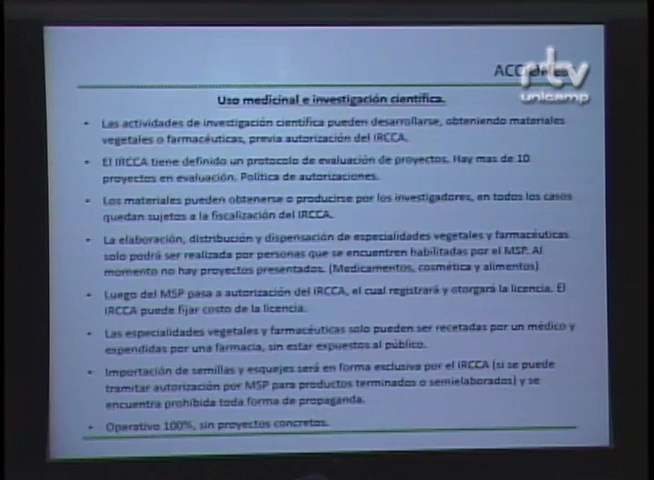 ACCIONES
rtv
unicamp
Uso medicinal e investigación científica.
• Las actividades de investigación científica pueden desarrollarse, obteniendo materiales
vegetales o farmacéuticas, previa autorización del IRCCA.
• El IRCCA tiene definido un protocolo de evaluación de proyectos. Hay mas de 10
proyectos en evaluación. Política de autorizaciones.
• Los materiales pueden obtenerse o producirse por los investigadores, en todos los casos
quedan sujetos a la fiscalización del IRCCA.
• La elaboración, distribución y dispensación de especialidades vegetales y farmacéuticas
solo podrá ser realizada por personas que se encuentren habilitadas por el MSP. Al
momento no hay proyectos presentados. (Medicamentos, cosmética y alimentos)
• Luego del MSP pasa a autorización del IRCCA, el cual registrará y otorgará la licencia. El
IRCCA puede fijar costo de la licencia.
• Las especialidades vegetales y farmacéuticas solo pueden ser recetadas por un médico y
expendidas por una farmacia, sin estar expuestos al público.
• Importación de semillas y esquejes será en forma exclusiva por el IRCCA (si se puede
tramitar autorización por MSP para productos terminados o semielaborados) y se
encuentra prohibida toda forma de propaganda.
• Operativo 100%, sin proyectos concretos.